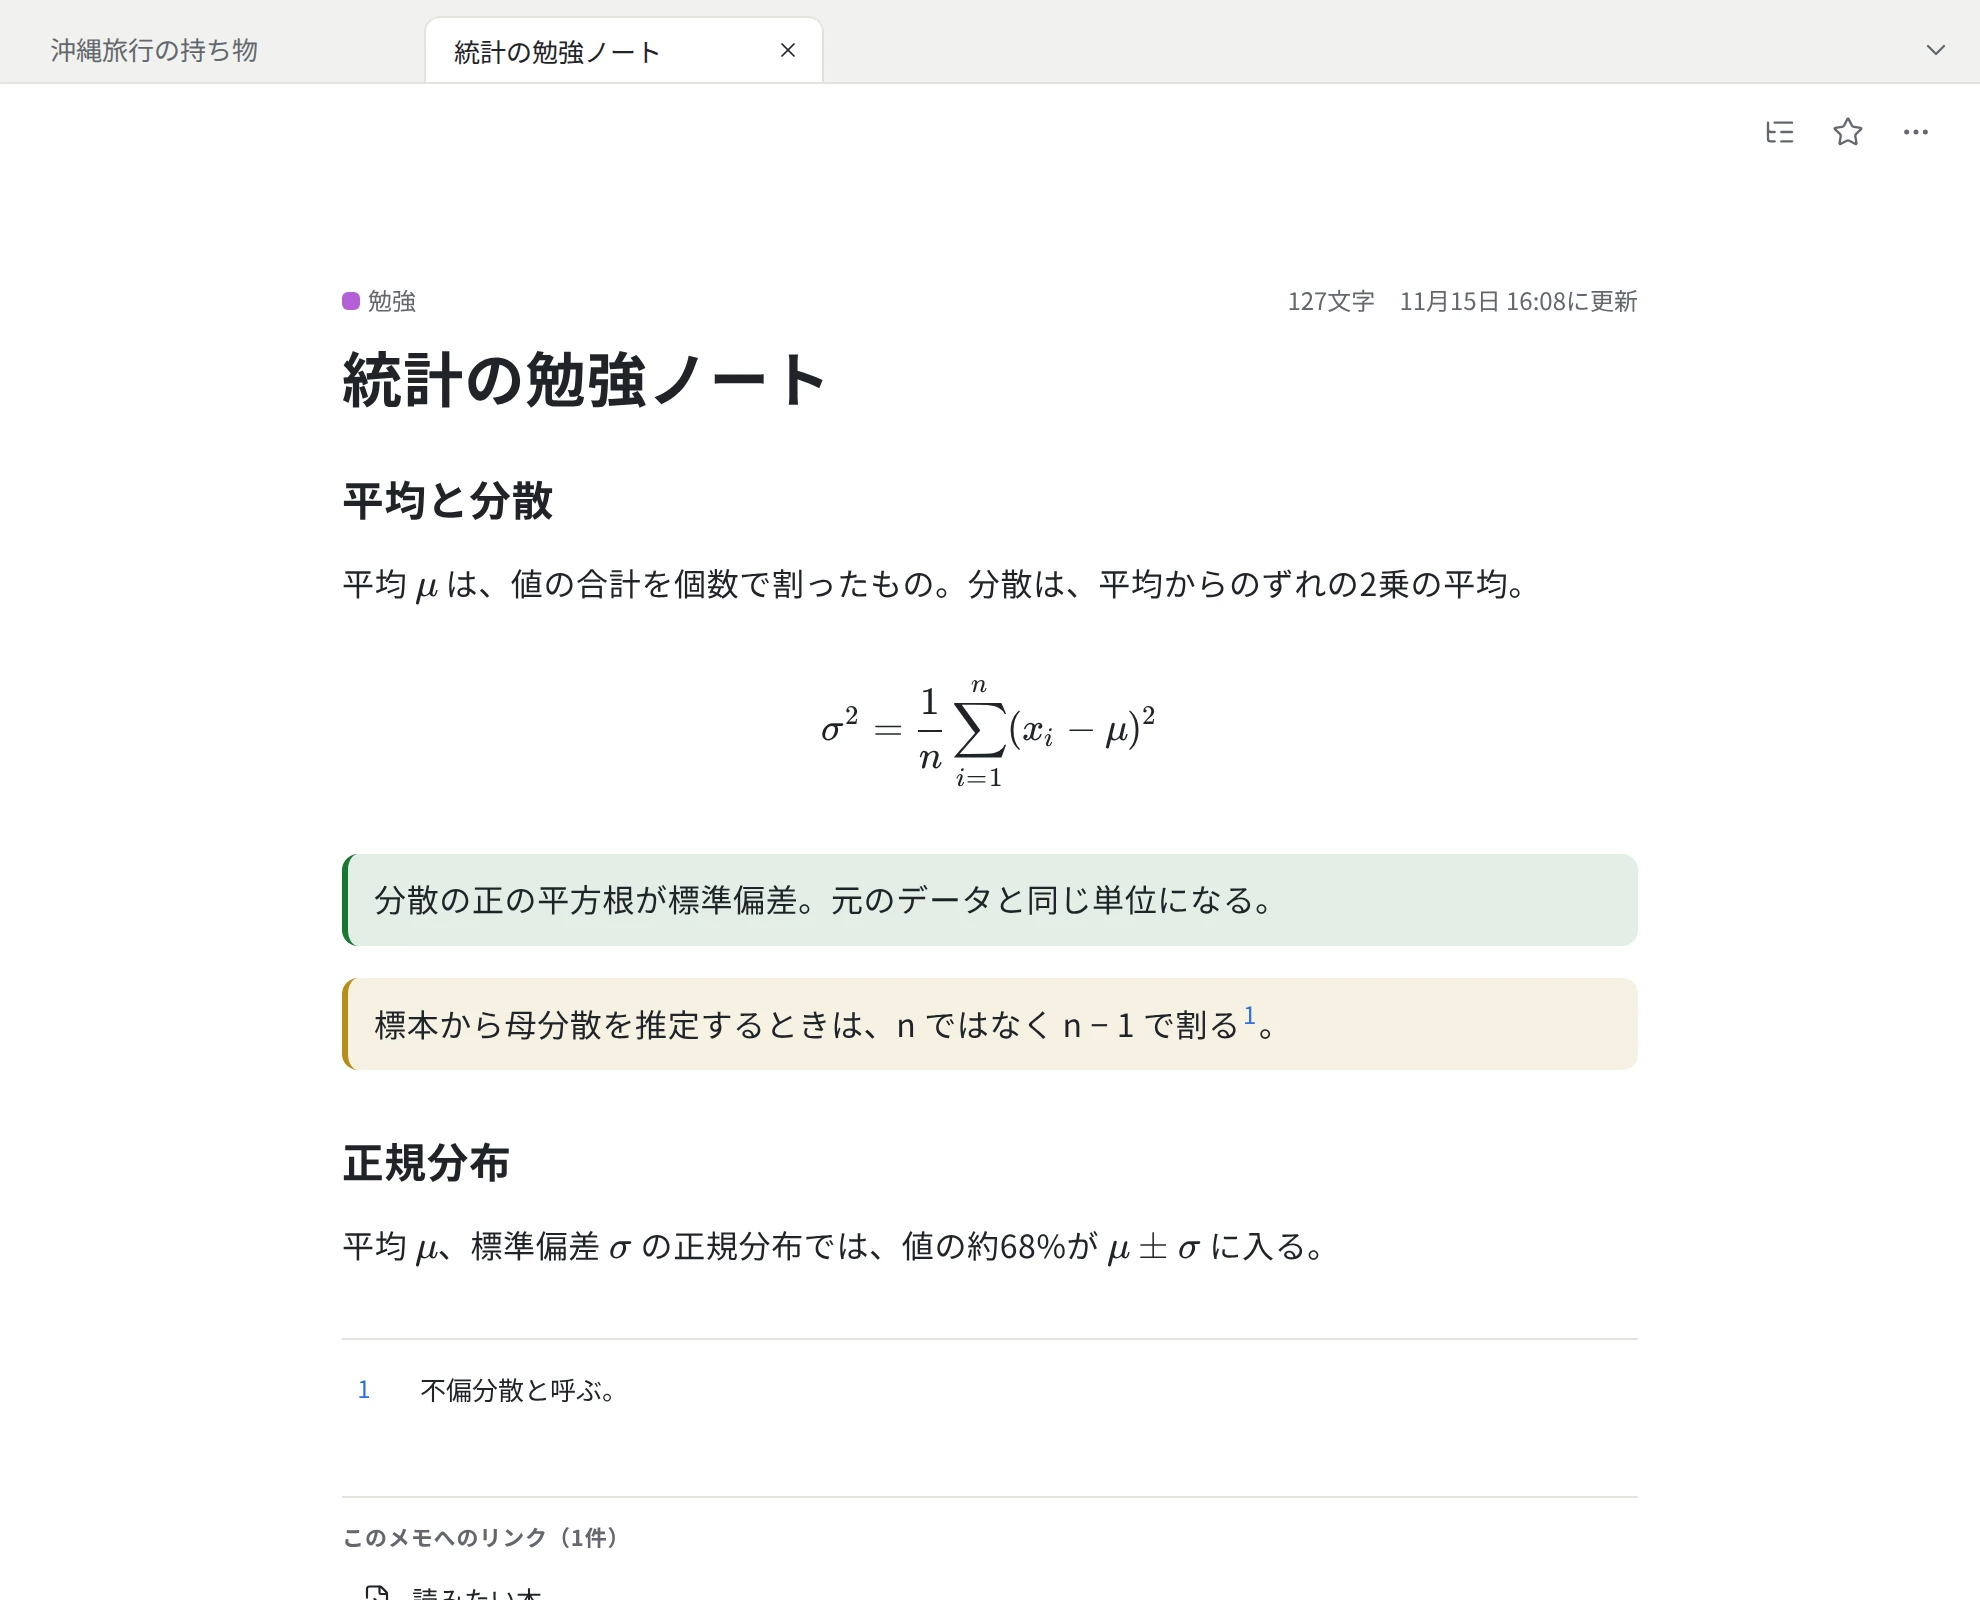 沖縄旅行の持ち物
統計の勉強ノート
勉強
127文字 11月15日 16:08に更新
統計の勉強ノート
平均と分散
平均 μ は、値の合計を個数で割ったもの。分散は、平均からのずれの2乗の平均。
σ² = 1/n ∑_{i=1}^{n} (x_i − μ)²
分散の正の平方根が標準偏差。元のデータと同じ単位になる。
標本から母分散を推定するときは、n ではなく n − 1 で割る¹。
正規分布
平均 μ、標準偏差 σ の正規分布では、値の約68%が μ ± σ に入る。
1 不偏分散と呼ぶ。
このメモへのリンク（1件）
読みたい本